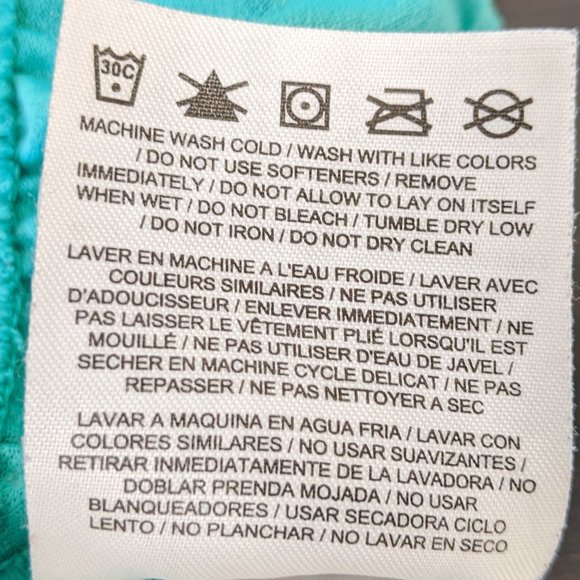 30C
MACHINE WASH COLD / WASH WITH LIKE COLORS
/ DO NOT USE SOFTENERS / REMOVE
IMMEDIATELY / DO NOT ALLOW TO LAY ON ITSELF
WHEN WET / DO NOT BLEACH / TUMBLE DRY LOW
/ DO NOT IRON / DO NOT DRY CLEAN
LAVER EN MACHINE A L'EAU FROIDE / LAVER AVEC
COULEURS SIMILAIRES / NE PAS UTILISER
D'ADOUCISSEUR / ENLEVER IMMEDIATEMENT / NE
PAS LAISSER LE VÊTEMENT PLIÉ LORSQU'IL EST
MOUILLÉ / NE PAS UTILISER D'EAU DE JAVEL /
SECHER EN MACHINE CYCLE DELICAT / NE PAS
REPASSER / NE PAS NETTOYER A SEC
LAVAR A MAQUINA EN AGUA FRIA / LAVAR CON
COLORES SIMILARES / NO USAR SUAVIZANTES /
RETIRAR INMEDIATAMENTE DE LA LAVADORA / NO
DOBLAR PRENDA MOJADA / NO USAR
BLANQUEADORES / USAR SECADORA CICLO
LENTO / NO PLANCHAR / NO LAVAR EN SECO